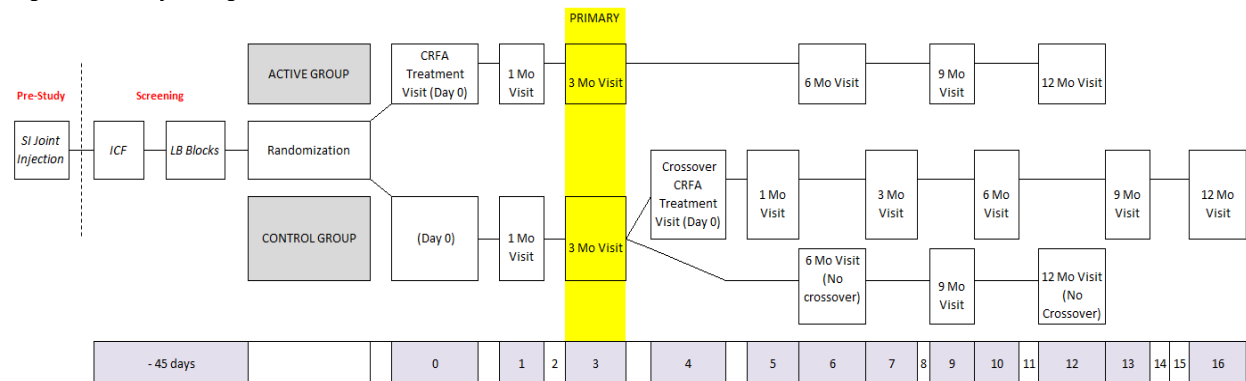 PRIMARY
Pre-Study
Screening
SI Joint
Injection
ICF
LB Blocks
Randomization
ACTIVE GROUP
CRFA
Treatment
Visit (Day 0)
1 Mo
Visit
3 Mo Visit
6 Mo Visit
9 Mo
Visit
12 Mo Visit
CONTROL GROUP
(Day 0)
1 Mo
Visit
3 Mo Visit
Crossover
CRFA
Treatment
Visit (Day 0)
1 Mo
Visit
3 Mo
Visit
6 Mo
Visit
9 Mo
Visit
12 Mo
Visit
6 Mo Visit
(No
crossover)
9 Mo
Visit
12 Mo Visit
(No
Crossover)
- 45 days 0 1 2 3 4 5 6 7 8 9 10 11 12 13 14 15 16